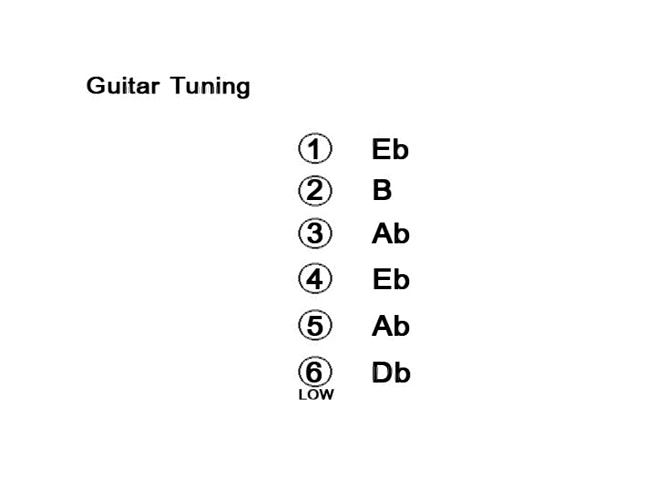 Guitar Tuning
① Eb
② B
③ Ab
④ Eb
⑤ Ab
⑥ Db
LOW